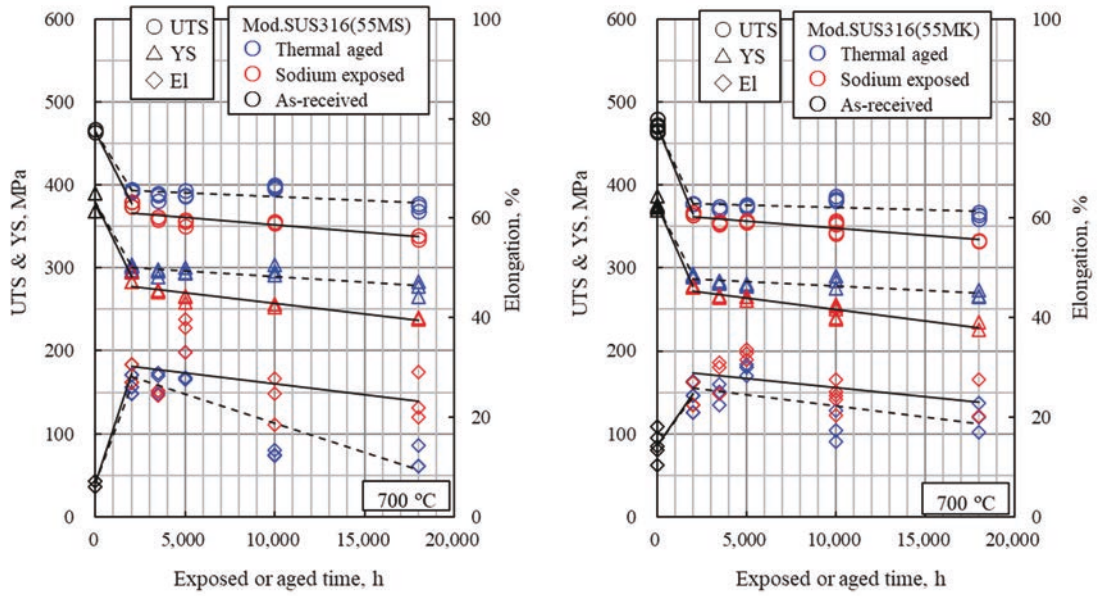 600
500
400
300
200
100
0
UTS & YS, MPa
UTS
YS
El
Mod.SUS316(55MS)
Thermal aged
Sodium exposed
As-received
100
80
60
40
20
0
Elongation, %
700 °C
0
5,000
10,000
15,000
20,000
Exposed or aged time, h
600
500
400
300
200
100
0
UTS & YS, MPa
UTS
YS
El
Mod.SUS316(55MK)
Thermal aged
Sodium exposed
As-received
100
80
60
40
20
0
Elongation, %
700 °C
0
5,000
10,000
15,000
20,000
Exposed or aged time, h